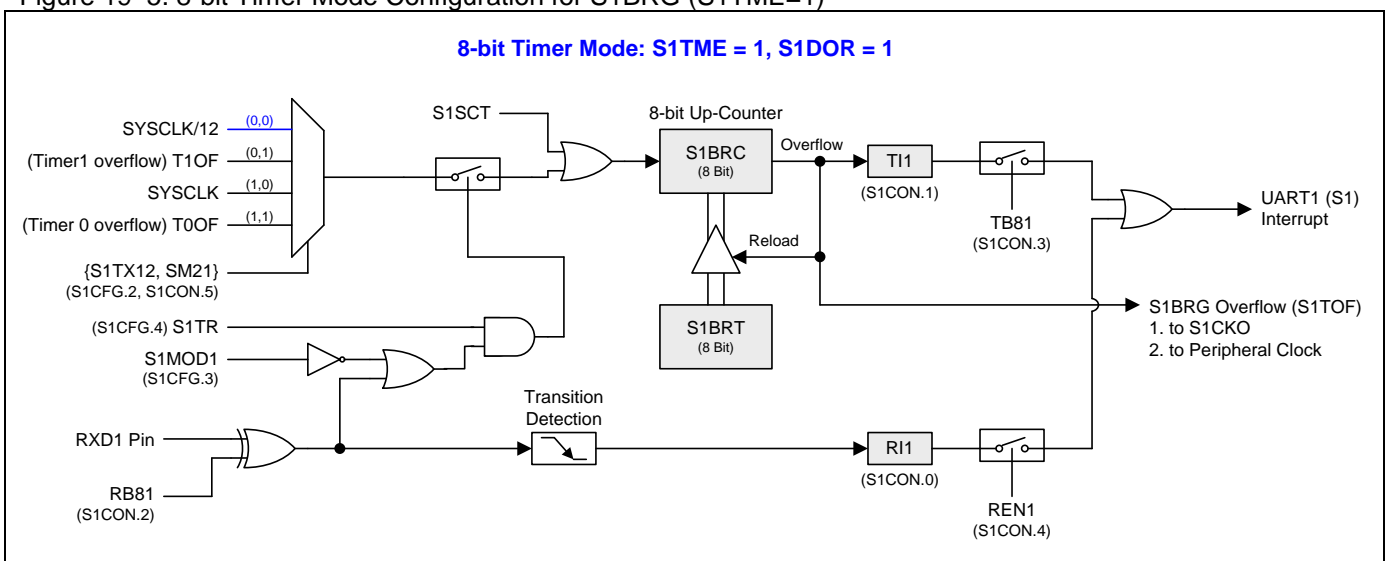 Figure 19-3. 8-bit Timer Mode Configuration for S1BRG (S1TME=1)
8-bit Timer Mode: S1TME = 1, S1DOR = 1
SYSCLK/12 (0,0)
(Timer1 overflow) T1OF (0,1)
SYSCLK (1,0)
(Timer 0 overflow) T0OF (1,1)
{S1TX12, SM21}
(S1CFG.2, S1CON.5)
(S1CFG.4) S1TR
S1MOD1
(S1CFG.3)
RXD1 Pin
RB81
(S1CON.2)
S1SCT
8-bit Up-Counter
S1BRC
(8 Bit)
Overflow
Reload
S1BRT
(8 Bit)
Transition
Detection
TI1
(S1CON.1)
TB81
(S1CON.3)
RI1
(S1CON.0)
REN1
(S1CON.4)
UART1 (S1)
Interrupt
S1BRG Overflow (S1TOF)
1. to S1CKO
2. to Peripheral Clock